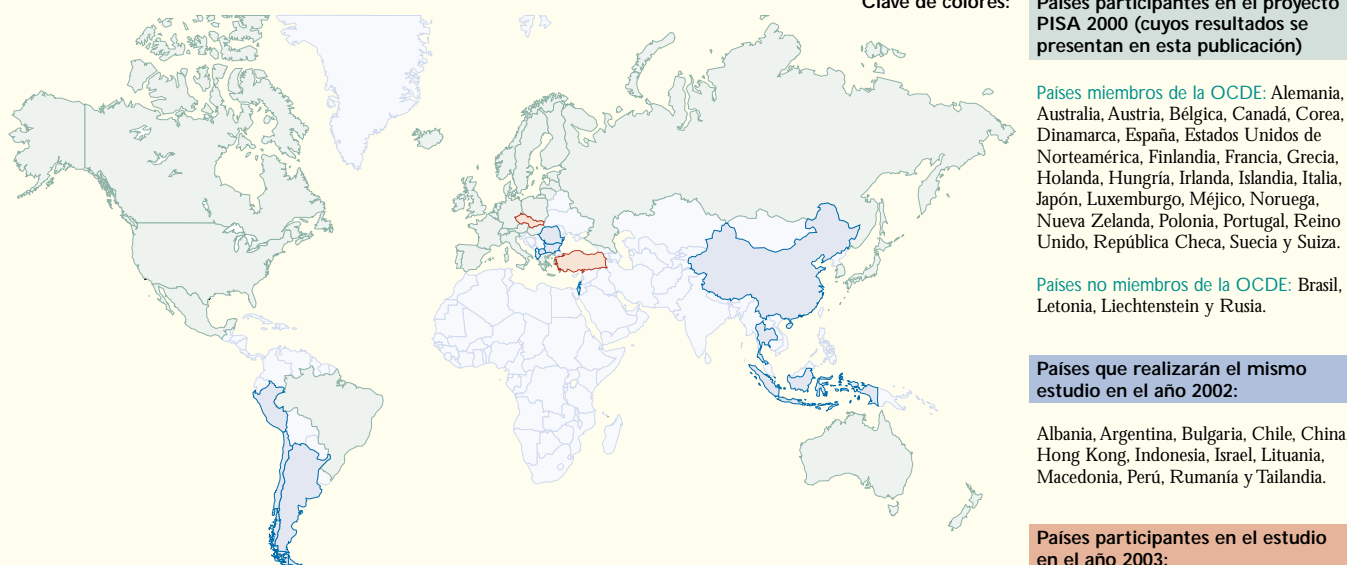 Clave de colores:
Países participantes en el proyecto
PISA 2000 (cuyos resultados se
presentan en esta publicación)
Países miembros de la OCDE: Alemania,
Australia, Austria, Bélgica, Canadá, Corea,
Dinamarca, España, Estados Unidos de
Norteamérica, Finlandia, Francia, Grecia,
Holanda, Hungría, Irlanda, Islandia, Italia,
Japón, Luxemburgo, Méjico, Noruega,
Nueva Zelanda, Polonia, Portugal, Reino
Unido, República Checa, Suecia y Suiza.
Países no miembros de la OCDE: Brasil,
Letonia, Liechtenstein y Rusia.
Países que realizarán el mismo
estudio en el año 2002:
Albania, Argentina, Bulgaria, Chile, China
Hong Kong, Indonesia, Israel, Lituania,
Macedonia, Perú, Rumanía y Tailandia.
Países participantes en el estudio
en el año 2003: